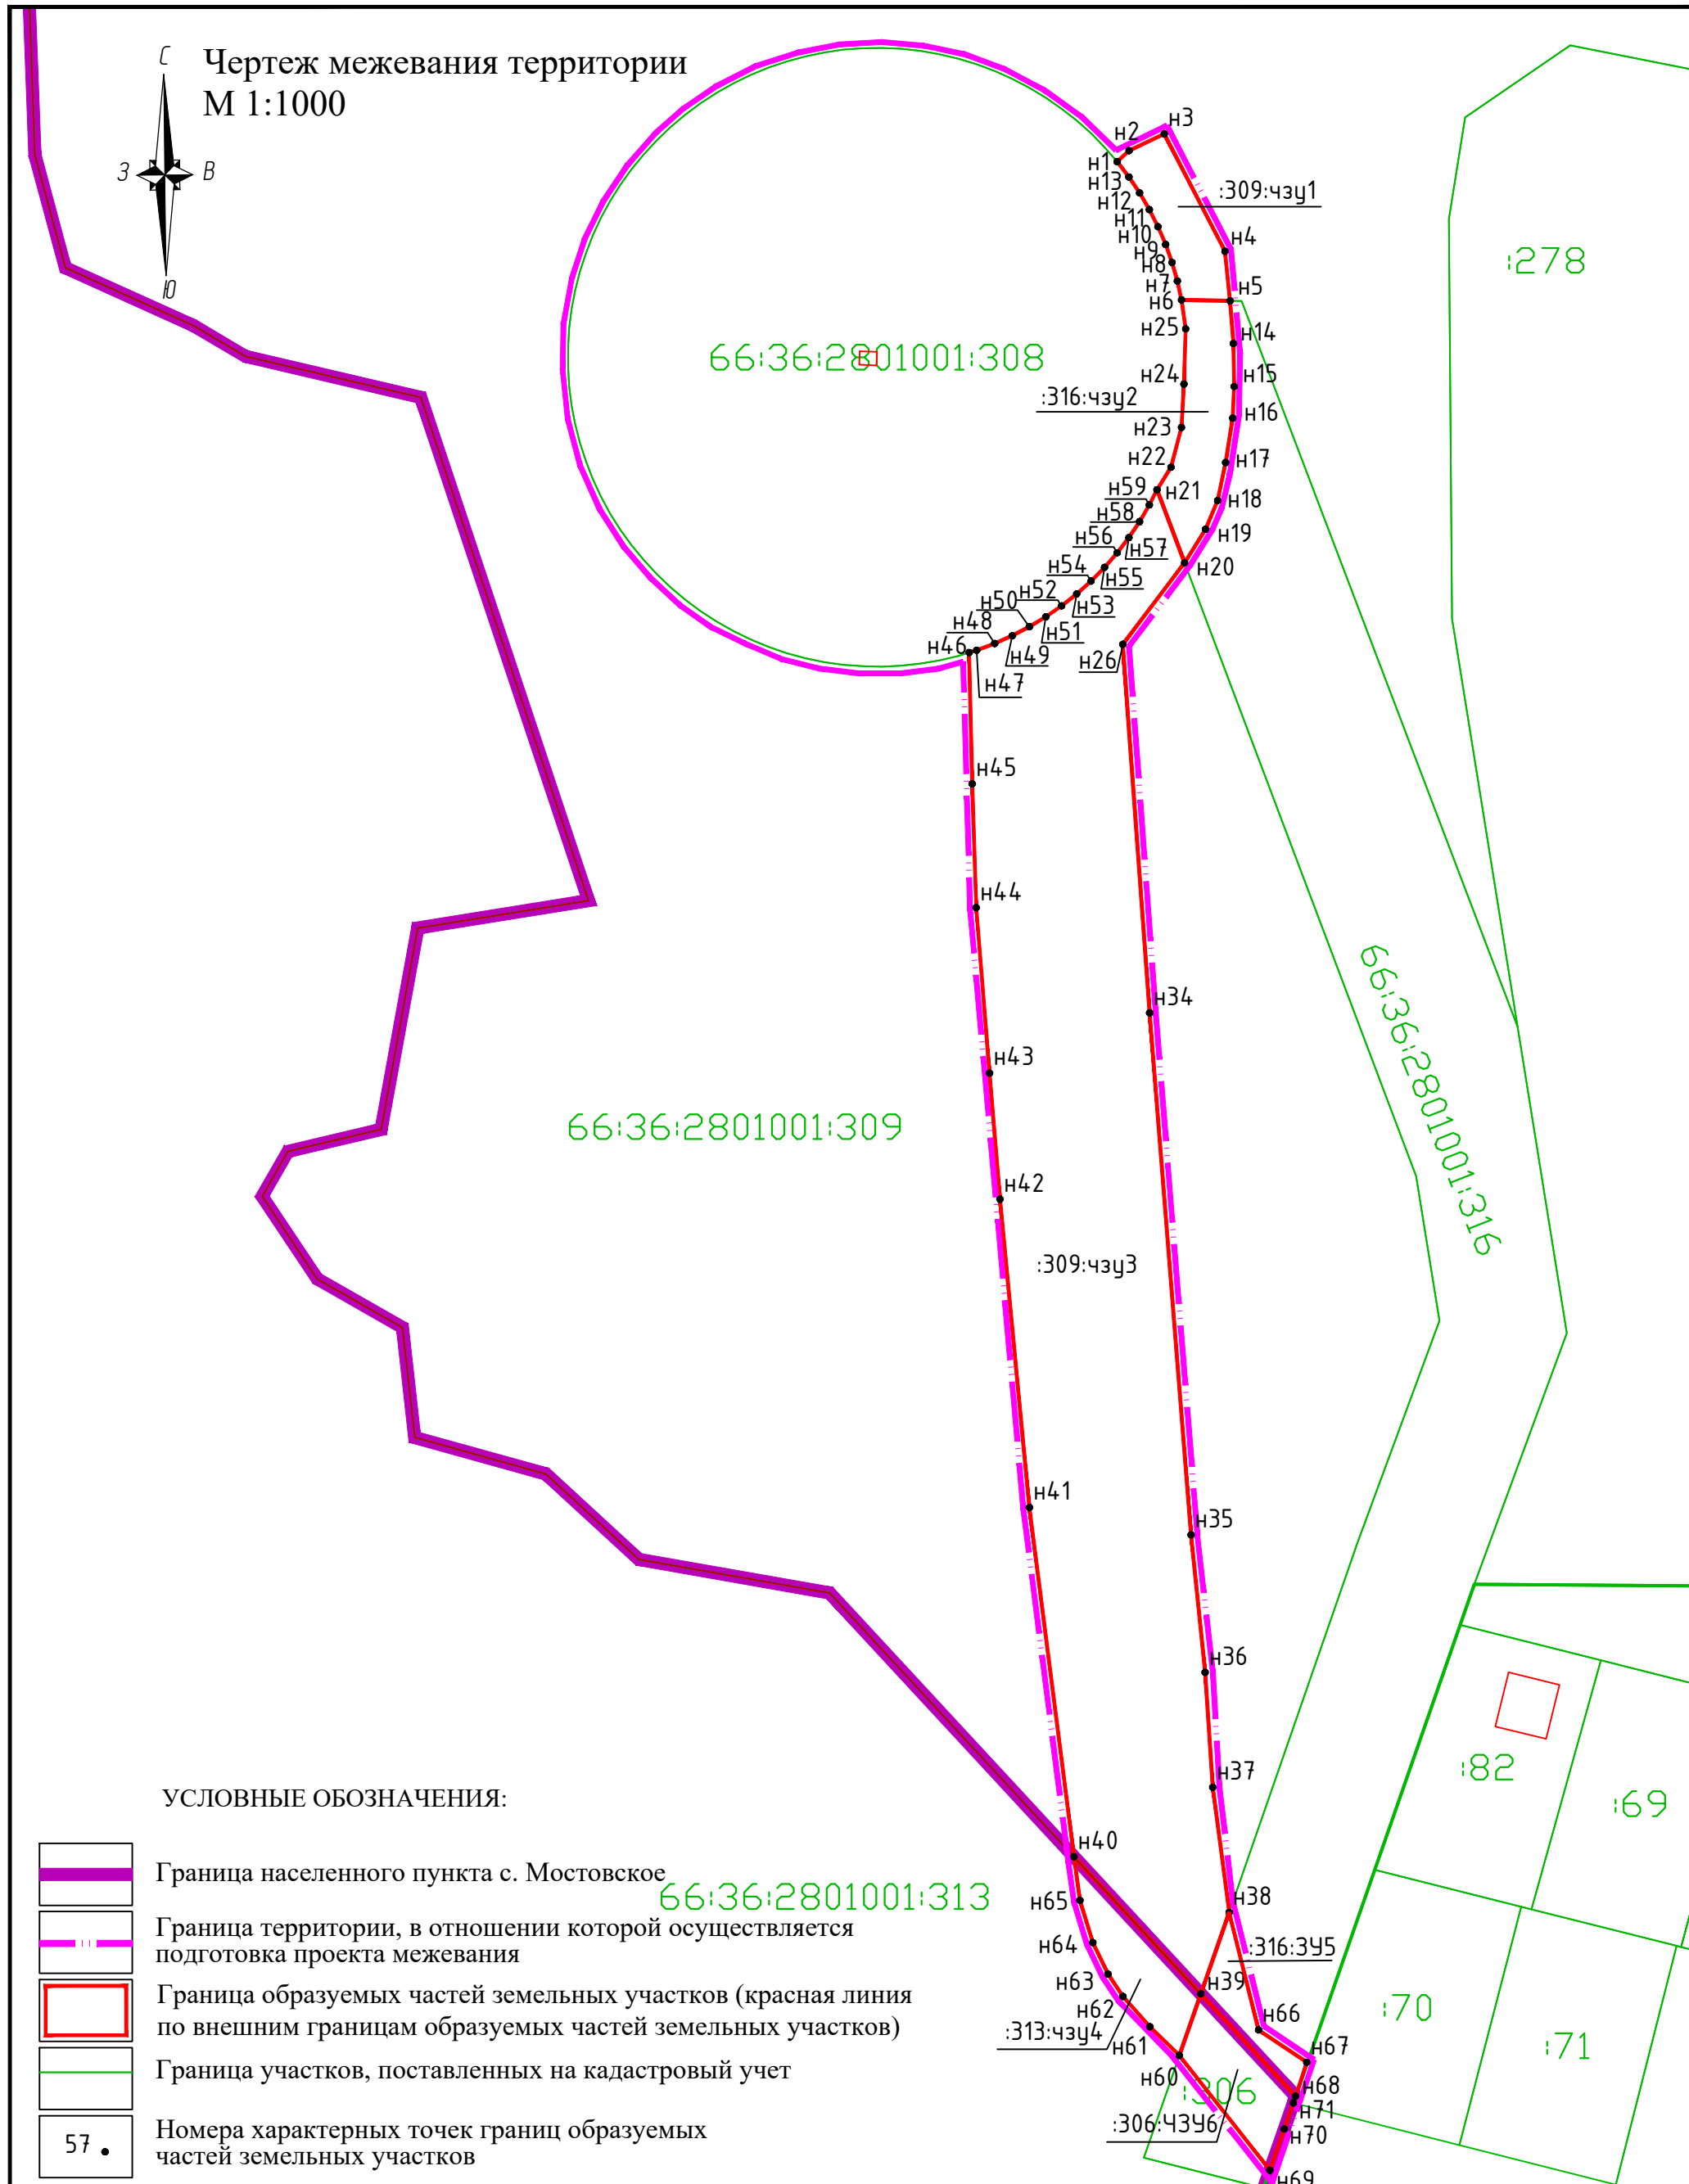 Чертеж межевания территории
М 1:1000
С
З
В
Ю
н1
н2
н3
н13
н12
н11
н10
н9
н8
н7
н6
:309:чзу1
н4
н5
:278
н25
н14
66:36:2801001:308
н24
н15
:316:чзу2
н16
н23
н22
н17
н59
н21
н18
н58
н19
н56
н57
н20
н54
н55
н52
н53
н50
н51
н48
н49
н46
н47
н26
н45
н44
н34
66:36:2801001:316
н43
66:36:2801001:309
н42
:309:чзу3
н41
н35
н36
н37
:82
:69
УСЛОВНЫЕ ОБОЗНАЧЕНИЯ:
н40
Граница населенного пункта с. Мостовское
66:36:2801001:313
н65
н38
Граница территории, в отношении которой осуществляется
подготовка проекта межевания
н64
:316:ЗУ5
н63
н39
Граница образуемых частей земельных участков (красная линия
по внешним границам образуемых частей земельных участков)
н62
н66
:70
:313:чзу4
н61
н67
:71
Граница участков, поставленных на кадастровый учет
н60
:306
н68
н71
:306:ЧЗУ6
н70
57
Номера характерных точек границ образуемых
частей земельных участков
н69